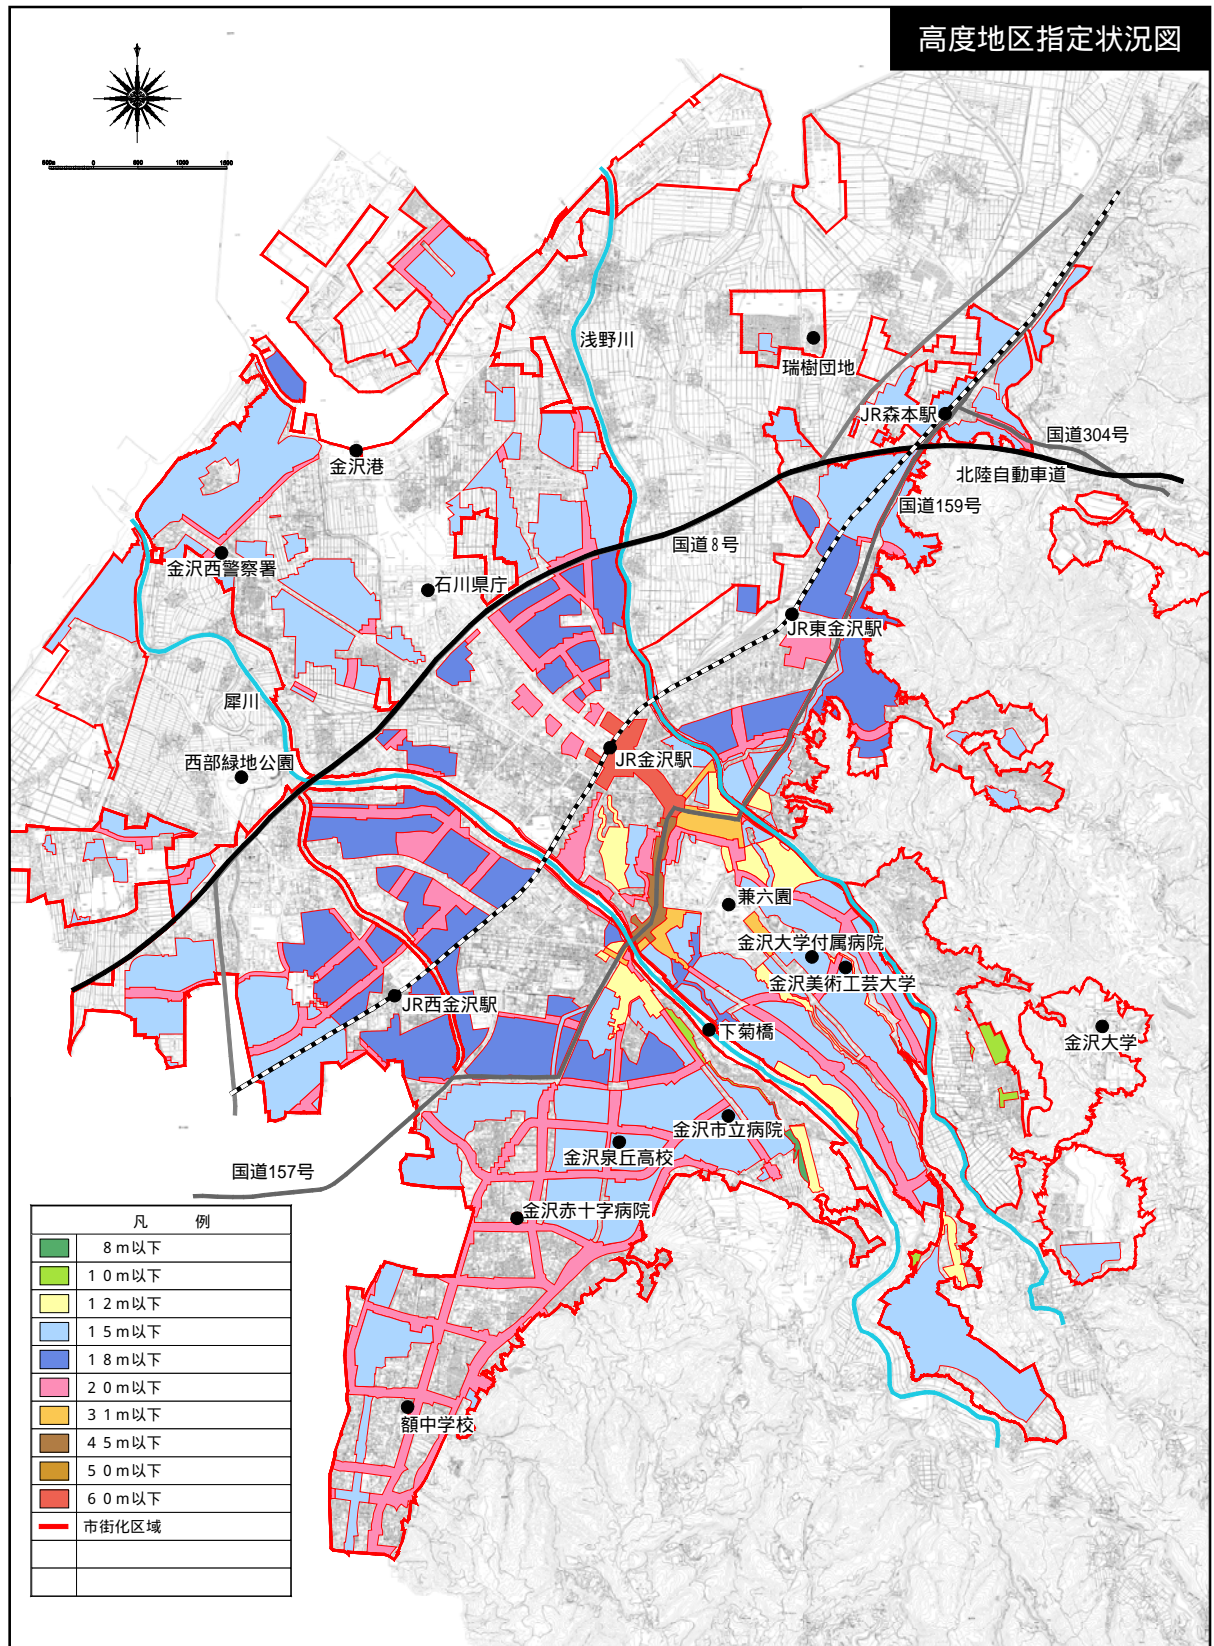 高度地区指定状況図
500m 0 500 1000 1500
浅野川
瑞樹団地
JR森本駅
国道304号
金沢港
北陸自動車道
国道159号
国道8号
金沢西警察署
石川県庁
JR東金沢駅
犀川
西部緑地公園
JR金沢駅
兼六園
金沢大学付属病院
金沢美術工芸大学
JR西金沢駅
下菊橋
金沢大学
金沢市立病院
金沢泉丘高校
国道157号
金沢赤十字病院
額中学校
凡 例
8m以下
10m以下
12m以下
15m以下
18m以下
20m以下
31m以下
45m以下
50m以下
60m以下
市街化区域